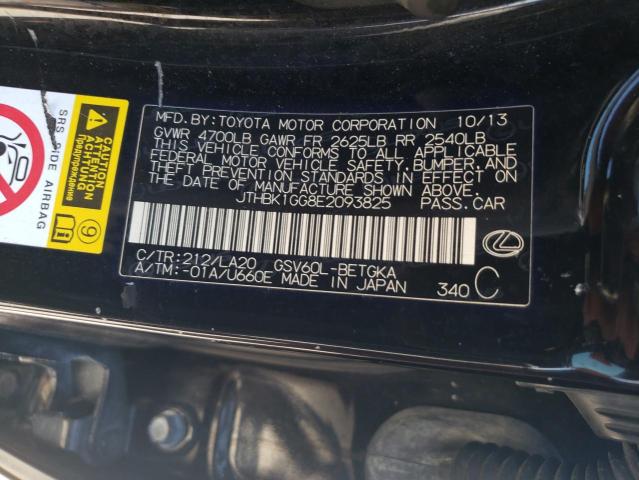 MFD.BY:TOYOTA MOTOR CORPORATION 10/13
GVWR 4700LB GAWR FR 2625LB RR 2540LB
THIS VEHICLE CONFORMS TO ALL APPLICABLE
FEDERAL MOTOR VEHICLE SAFETY, BUMPER, AND
THEFT PREVENTION STANDARDS IN EFFECT ON
THE DATE OF MANUFACTURE SHOWN ABOVE.
JTHBK1GG8E2093825 PASS.CAR
C/TR:212/LA20 GSV60L-BETGKA
A/TM:-01A/U660E MADE IN JAPAN 340 C
SRS SIDE AIRBAG
CAUTION
ATTENTION
Предупреждение
9